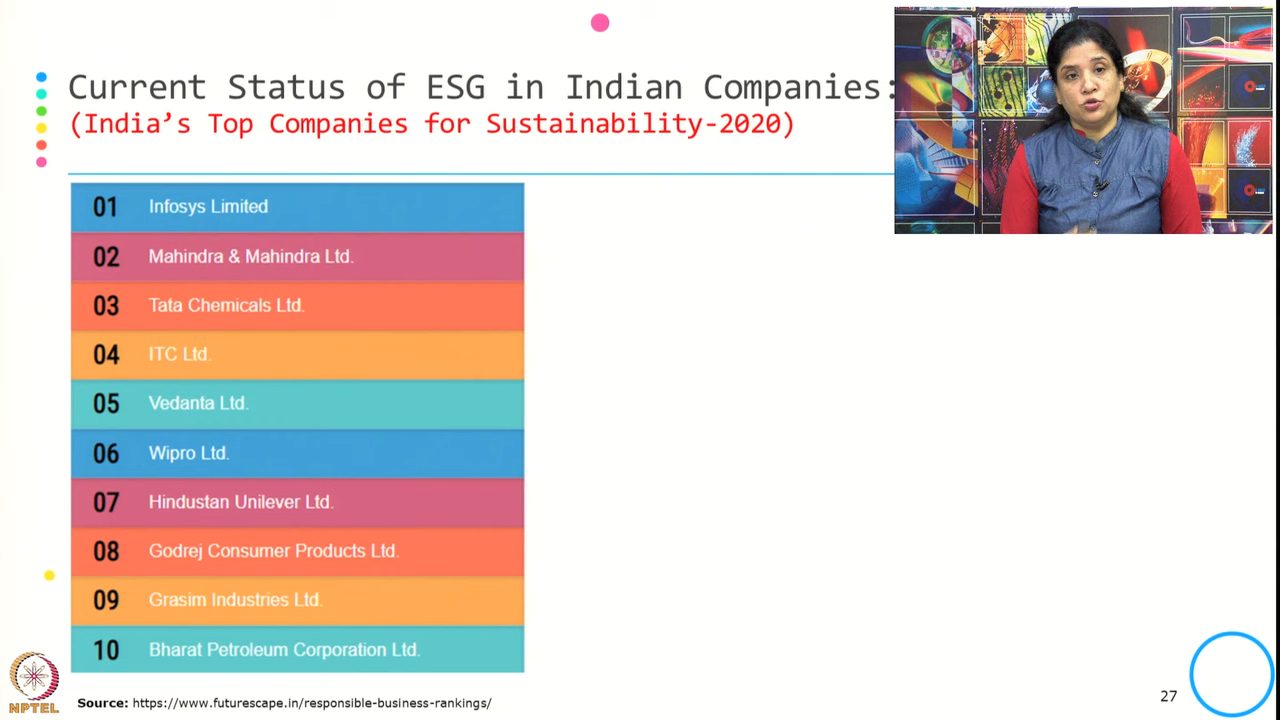 Current Status of ESG in Indian Companies:
(India's Top Companies for Sustainability-2020)
01 Infosys Limited
02 Mahindra & Mahindra Ltd.
03 Tata Chemicals Ltd.
04 ITC Ltd.
05 Vedanta Ltd.
06 Wipro Ltd.
07 Hindustan Unilever Ltd.
08 Godrej Consumer Products Ltd.
09 Grasim Industries Ltd.
10 Bharat Petroleum Corporation Ltd.
NPTEL
Source: https://www.futurescape.in/responsible-business-rankings/
27